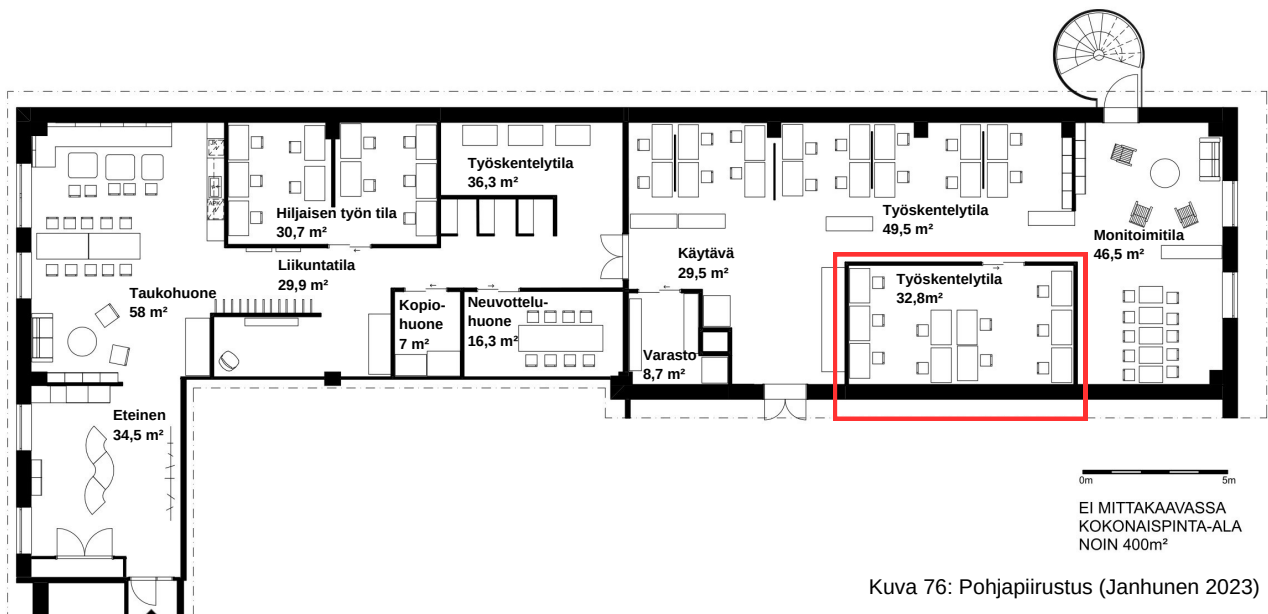 JK
APK
Työskentelytila
36,3 m²
Hiljaisen työn tila
30,7 m²
Työskentelytila
49,5 m²
Monitoimitila
46,5 m²
Käytävä
29,5 m²
Liikuntatila
29,9 m²
Taukohuone
58 m²
Kopio-
huone
7 m²
Neuvottelu-
huone
16,3 m²
Työskentelytila
32,8m²
Varasto
8,7 m²
Eteinen
34,5 m²
0m
5m
EI MITTAKAAVASSA
KOKONAISPINTA-ALA
NOIN 400m²
Kuva 76: Pohjapiirustus (Janhunen 2023)